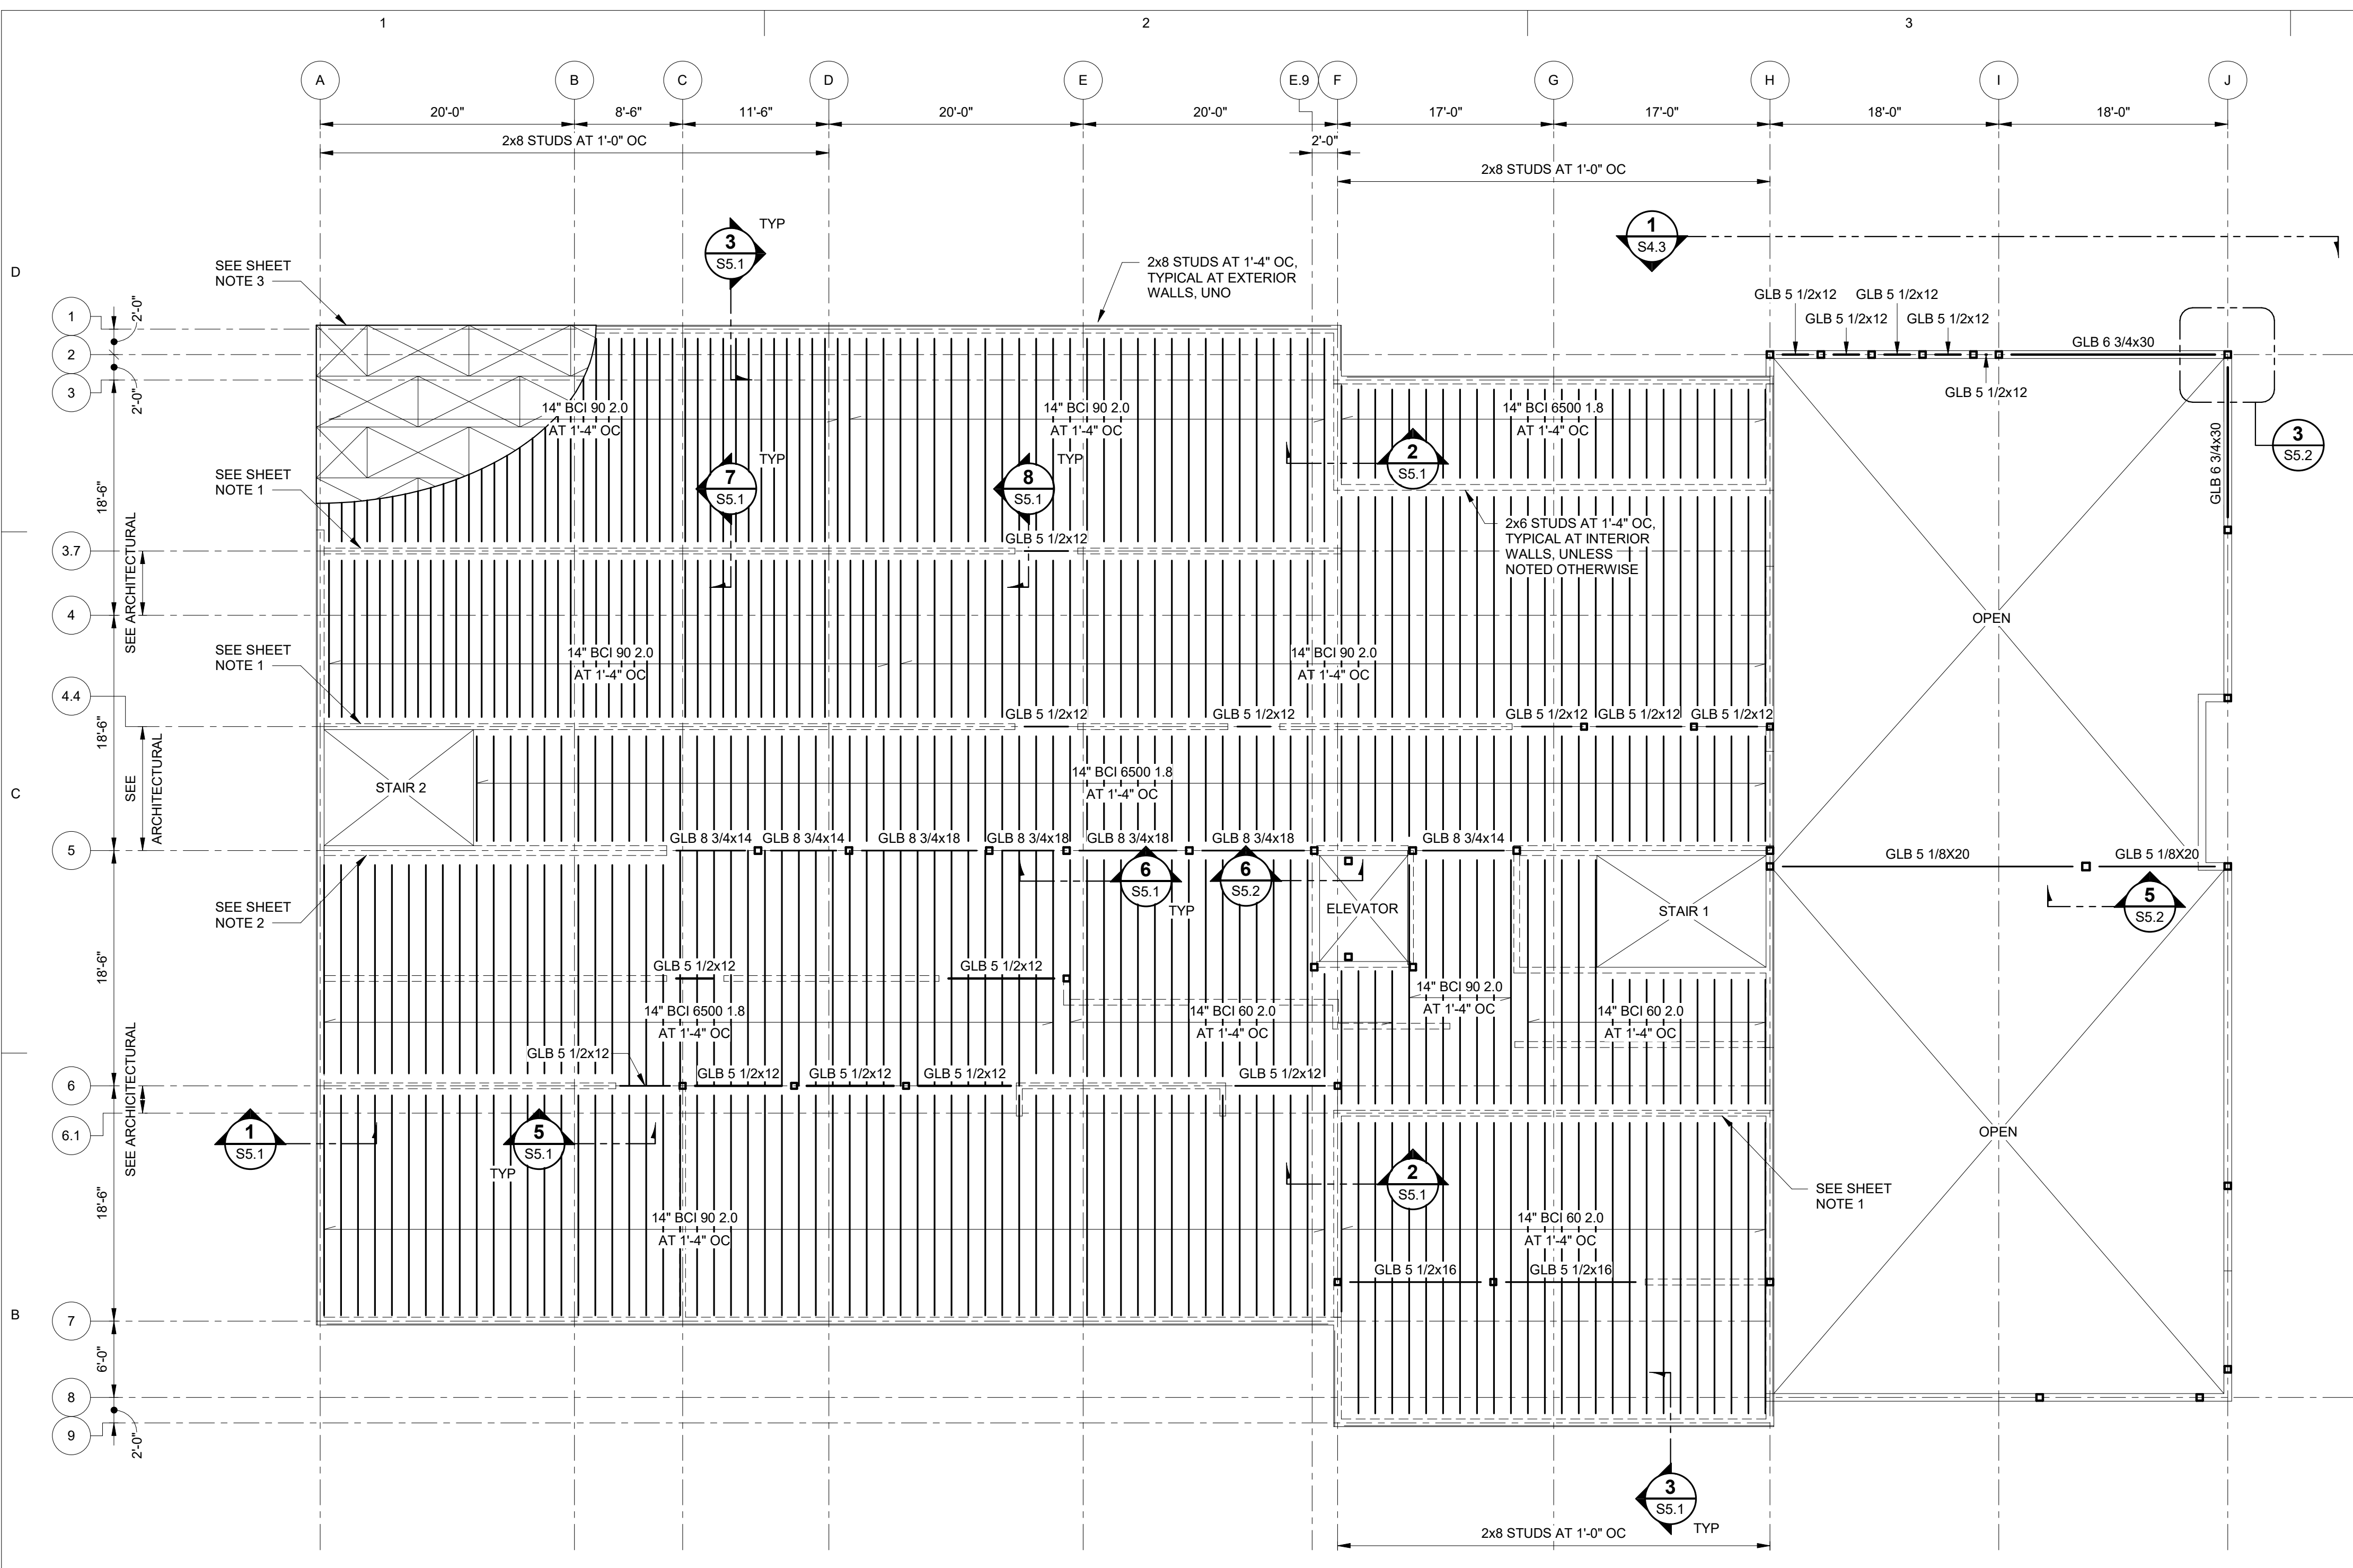 1
2
3
A
B
C
D
E
E.9
F
G
H
I
J
20'-0"
8'-6"
11'-6"
20'-0"
20'-0"
17'-0"
17'-0"
18'-0"
18'-0"
2x8 STUDS AT 1'-0" OC
2'-0"
2x8 STUDS AT 1'-0" OC
3
S5.1
TYP
1
S4.3
D
SEE SHEET
NOTE 3
2x8 STUDS AT 1'-4" OC,
TYPICAL AT EXTERIOR
WALLS, UNO
GLB 5 1/2x12
GLB 5 1/2x12
GLB 5 1/2x12
GLB 5 1/2x12
GLB 6 3/4x30
GLB 5 1/2x12
GLB 6 3/4x30
3
S5.2
1
2'-0"
2
3
2'-0"
14" BCI 90 2.0
AT 1'-4" OC
14" BCI 90 2.0
AT 1'-4" OC
14" BCI 6500 1.8
AT 1'-4" OC
2
S5.1
TYP
7
S5.1
TYP
8
S5.1
SEE SHEET
NOTE 1
18'-6"
2x6 STUDS AT 1'-4" OC,
TYPICAL AT INTERIOR
WALLS, UNLESS
NOTED OTHERWISE
GLB 5 1/2x12
3.7
SEE ARCHITECTURAL
4
OPEN
SEE SHEET
NOTE 1
14" BCI 90 2.0
AT 1'-4" OC
14" BCI 90 2.0
AT 1'-4" OC
4.4
18'-6"
GLB 5 1/2x12
GLB 5 1/2x12
GLB 5 1/2x12
GLB 5 1/2x12
GLB 5 1/2x12
C
SEE
ARCHITECTURAL
STAIR 2
14" BCI 6500 1.8
AT 1'-4" OC
5
GLB 8 3/4x14
GLB 8 3/4x14
GLB 8 3/4x18
GLB 8 3/4x18
GLB 8 3/4x18
GLB 8 3/4x18
GLB 8 3/4x14
GLB 5 1/8X20
GLB 5 1/8X20
6
S5.1
TYP
6
S5.2
5
S5.2
SEE SHEET
NOTE 2
ELEVATOR
STAIR 1
18'-6"
GLB 5 1/2x12
GLB 5 1/2x12
14" BCI 90 2.0
AT 1'-4" OC
14" BCI 6500 1.8
AT 1'-4" OC
14" BCI 60 2.0
AT 1'-4" OC
14" BCI 60 2.0
AT 1'-4" OC
GLB 5 1/2x12
GLB 5 1/2x12
GLB 5 1/2x12
GLB 5 1/2x12
GLB 5 1/2x12
6
SEE ARCHICITECTURAL
6.1
1
S5.1
5
S5.1
TYP
OPEN
2
S5.1
SEE SHEET
NOTE 1
18'-6"
14" BCI 90 2.0
AT 1'-4" OC
14" BCI 60 2.0
AT 1'-4" OC
GLB 5 1/2x16
GLB 5 1/2x16
B
7
6'-0"
8
9
2'-0"
3
S5.1
TYP
2x8 STUDS AT 1'-0" OC